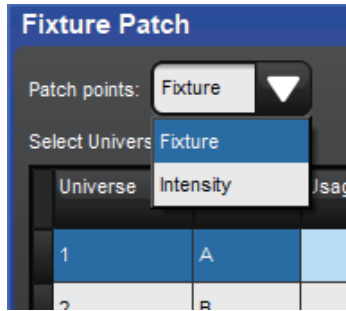 Fixture Patch
Patch points: Fixture
Select Univers Fixture
Universe Intensity Usag
1 A
2 B